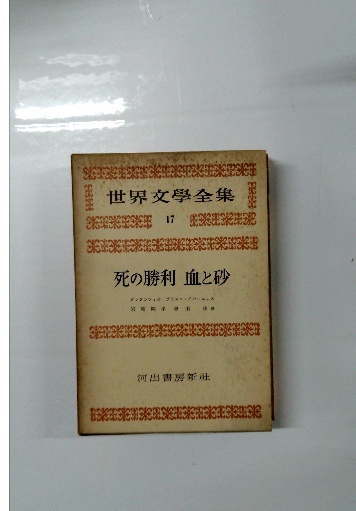 世界文學全集
17
死の勝利 血と砂
河出書房新社